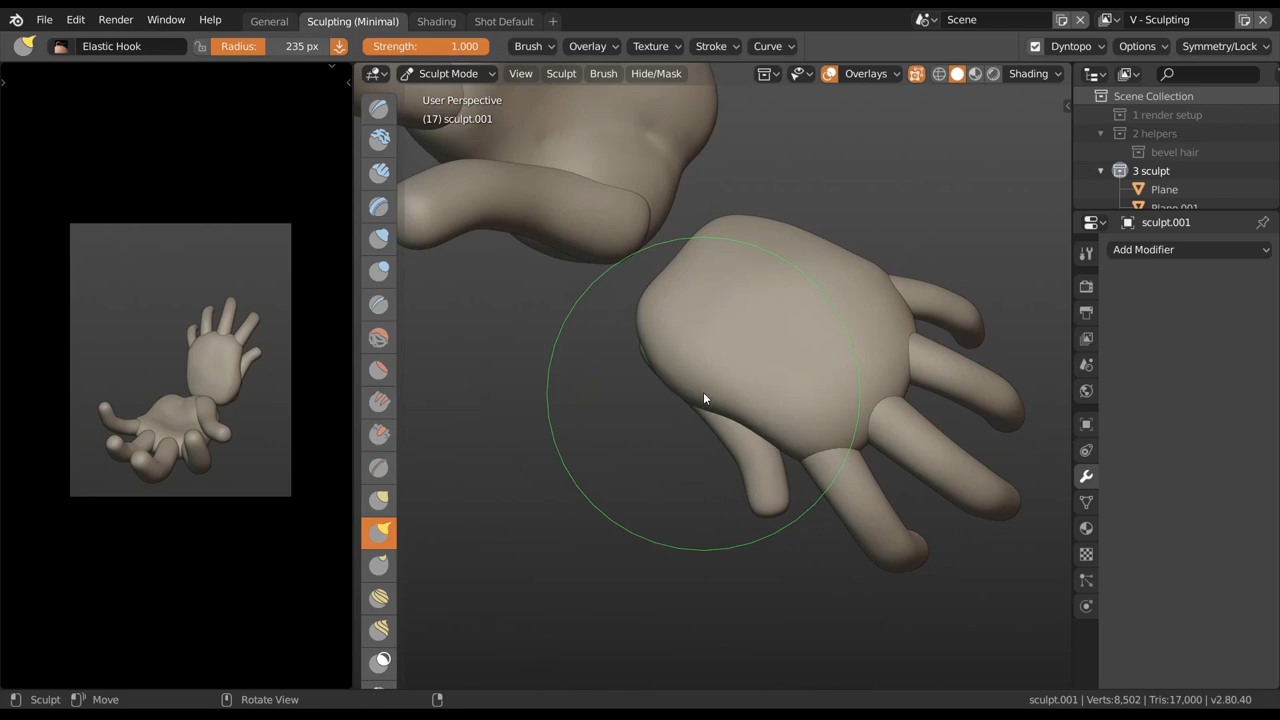 File Edit Render Window Help General Sculpting (Minimal) Shading Shot Default Scene V - Sculpting
Elastic Hook Radius: 235 px Strength: 1.000 Brush Overlay Texture Stroke Curve Dyntopo Options Symmetry/Lock
Sculpt Mode View Sculpt Brush Hide/Mask Overlays Shading
User Perspective
(17) sculpt.001
Scene Collection
1 render setup
2 helpers
bevel hair
3 sculpt
Plane
Plane.001
sculpt.001
Add Modifier
Sculpt Move Rotate View sculpt.001 | Verts:8,502 | Tris:17,000 | v2.80.40